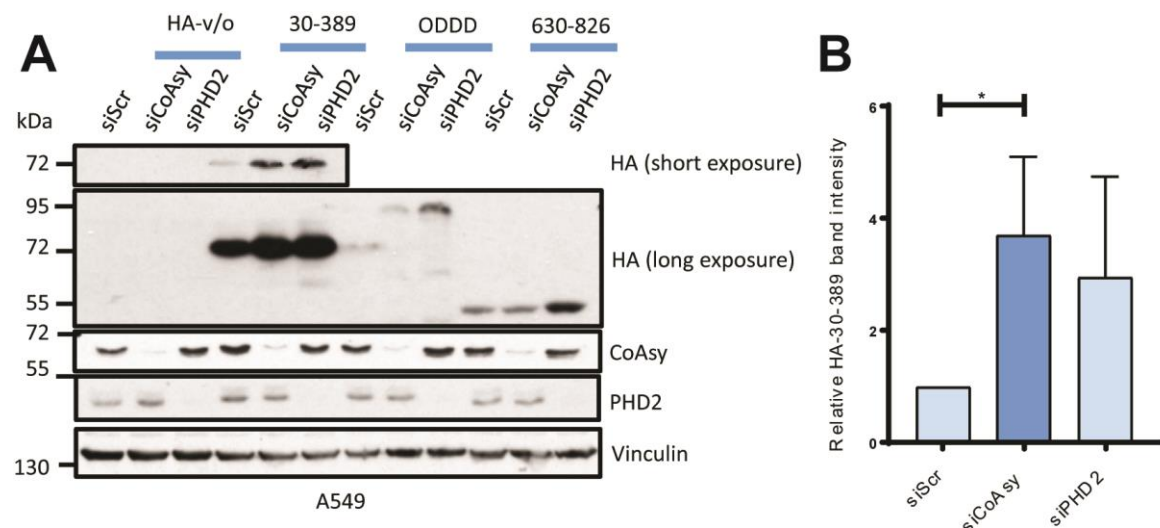 A
HA-v/o 30-389 ODDD 630-826
siScr siCoAsy siPHD2 siScr siCoAsy siPHD2 siScr siCoAsy siPHD2 siScr siCoAsy siPHD2
kDa
72 HA (short exposure)
95
72 HA (long exposure)
55
72
CoAsy
55
PHD2
130 Vinculin
A549
B
Relative HA-30-389 band intensity
6
*
4
2
0
siScr siCoAsy siPHD2